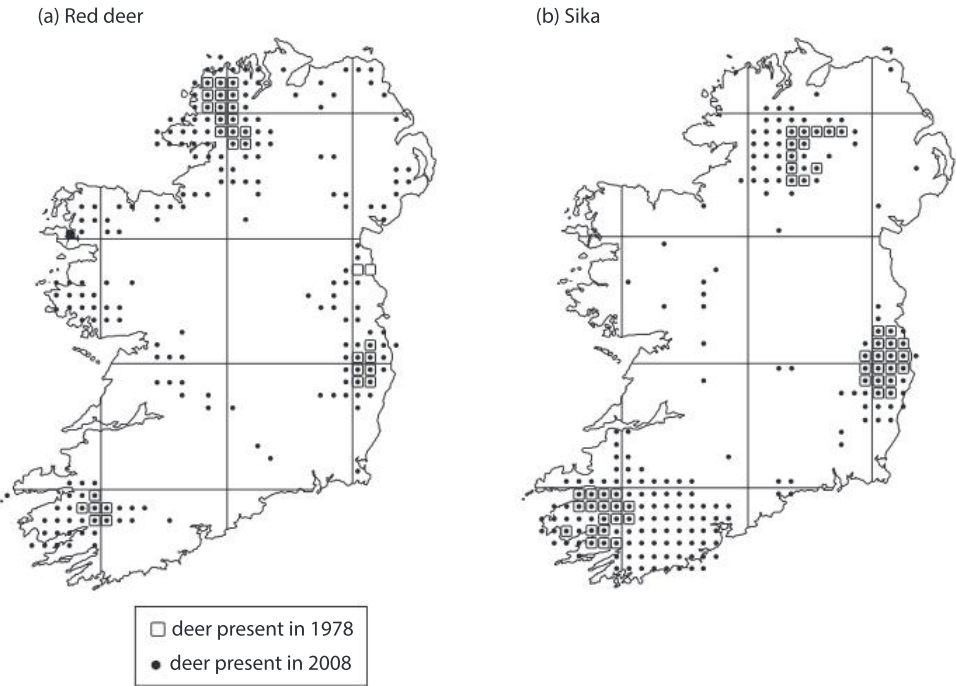 (a) Red deer
(b) Sika
deer present in 1978
deer present in 2008